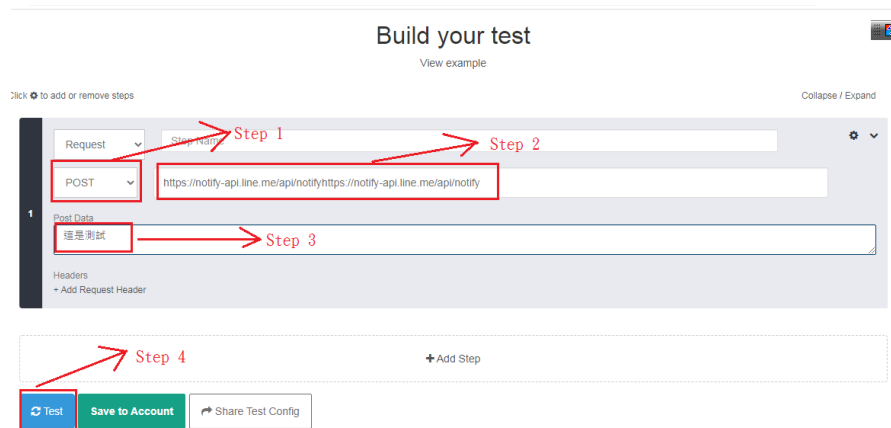 Build your test
View example
Click to add or remove steps
Collapse / Expand
Request
Step Name
Step 1
Step 2
POST
https://notify-api.line.me/api/notifyhttps://notify-api.line.me/api/notify
1
Post Data
這是測試
Step 3
Headers
+ Add Request Header
Step 4
+ Add Step
Test
Save to Account
Share Test Config